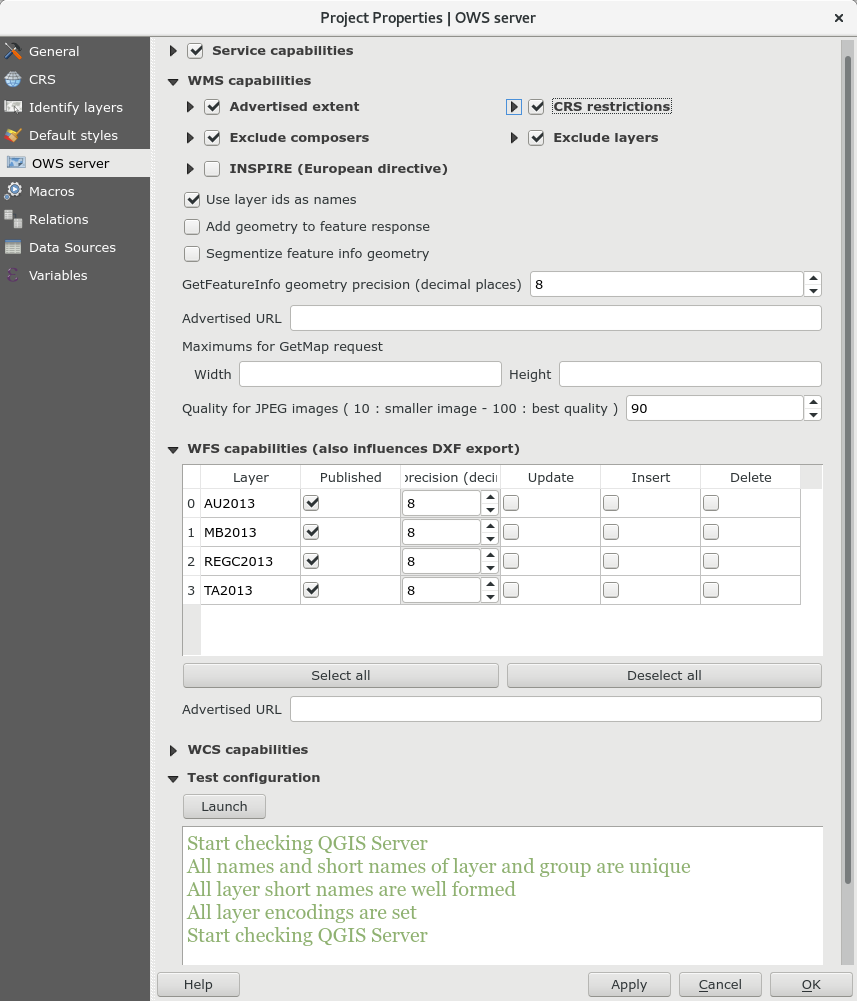 Project Properties | OWS server
General
CRS
Identify layers
Default styles
OWS server
Macros
Relations
Data Sources
Variables
Service capabilities
WMS capabilities
Advertised extent
CRS restrictions
Exclude composers
Exclude layers
INSPIRE (European directive)
Use layer ids as names
Add geometry to feature response
Segmentize feature info geometry
GetFeatureInfo geometry precision (decimal places) 8
Advertised URL
Maximums for GetMap request
Width Height
Quality for JPEG images ( 10 : smaller image - 100 : best quality ) 90
WFS capabilities (also influences DXF export)
Layer Published precision (deci Update Insert Delete
0 AU2013 8
1 MB2013 8
2 REGC2013 8
3 TA2013 8
Select all Deselect all
Advertised URL
WCS capabilities
Test configuration
Launch
Start checking QGIS Server
All names and short names of layer and group are unique
All layer short names are well formed
All layer encodings are set
Start checking QGIS Server
Help Apply Cancel OK